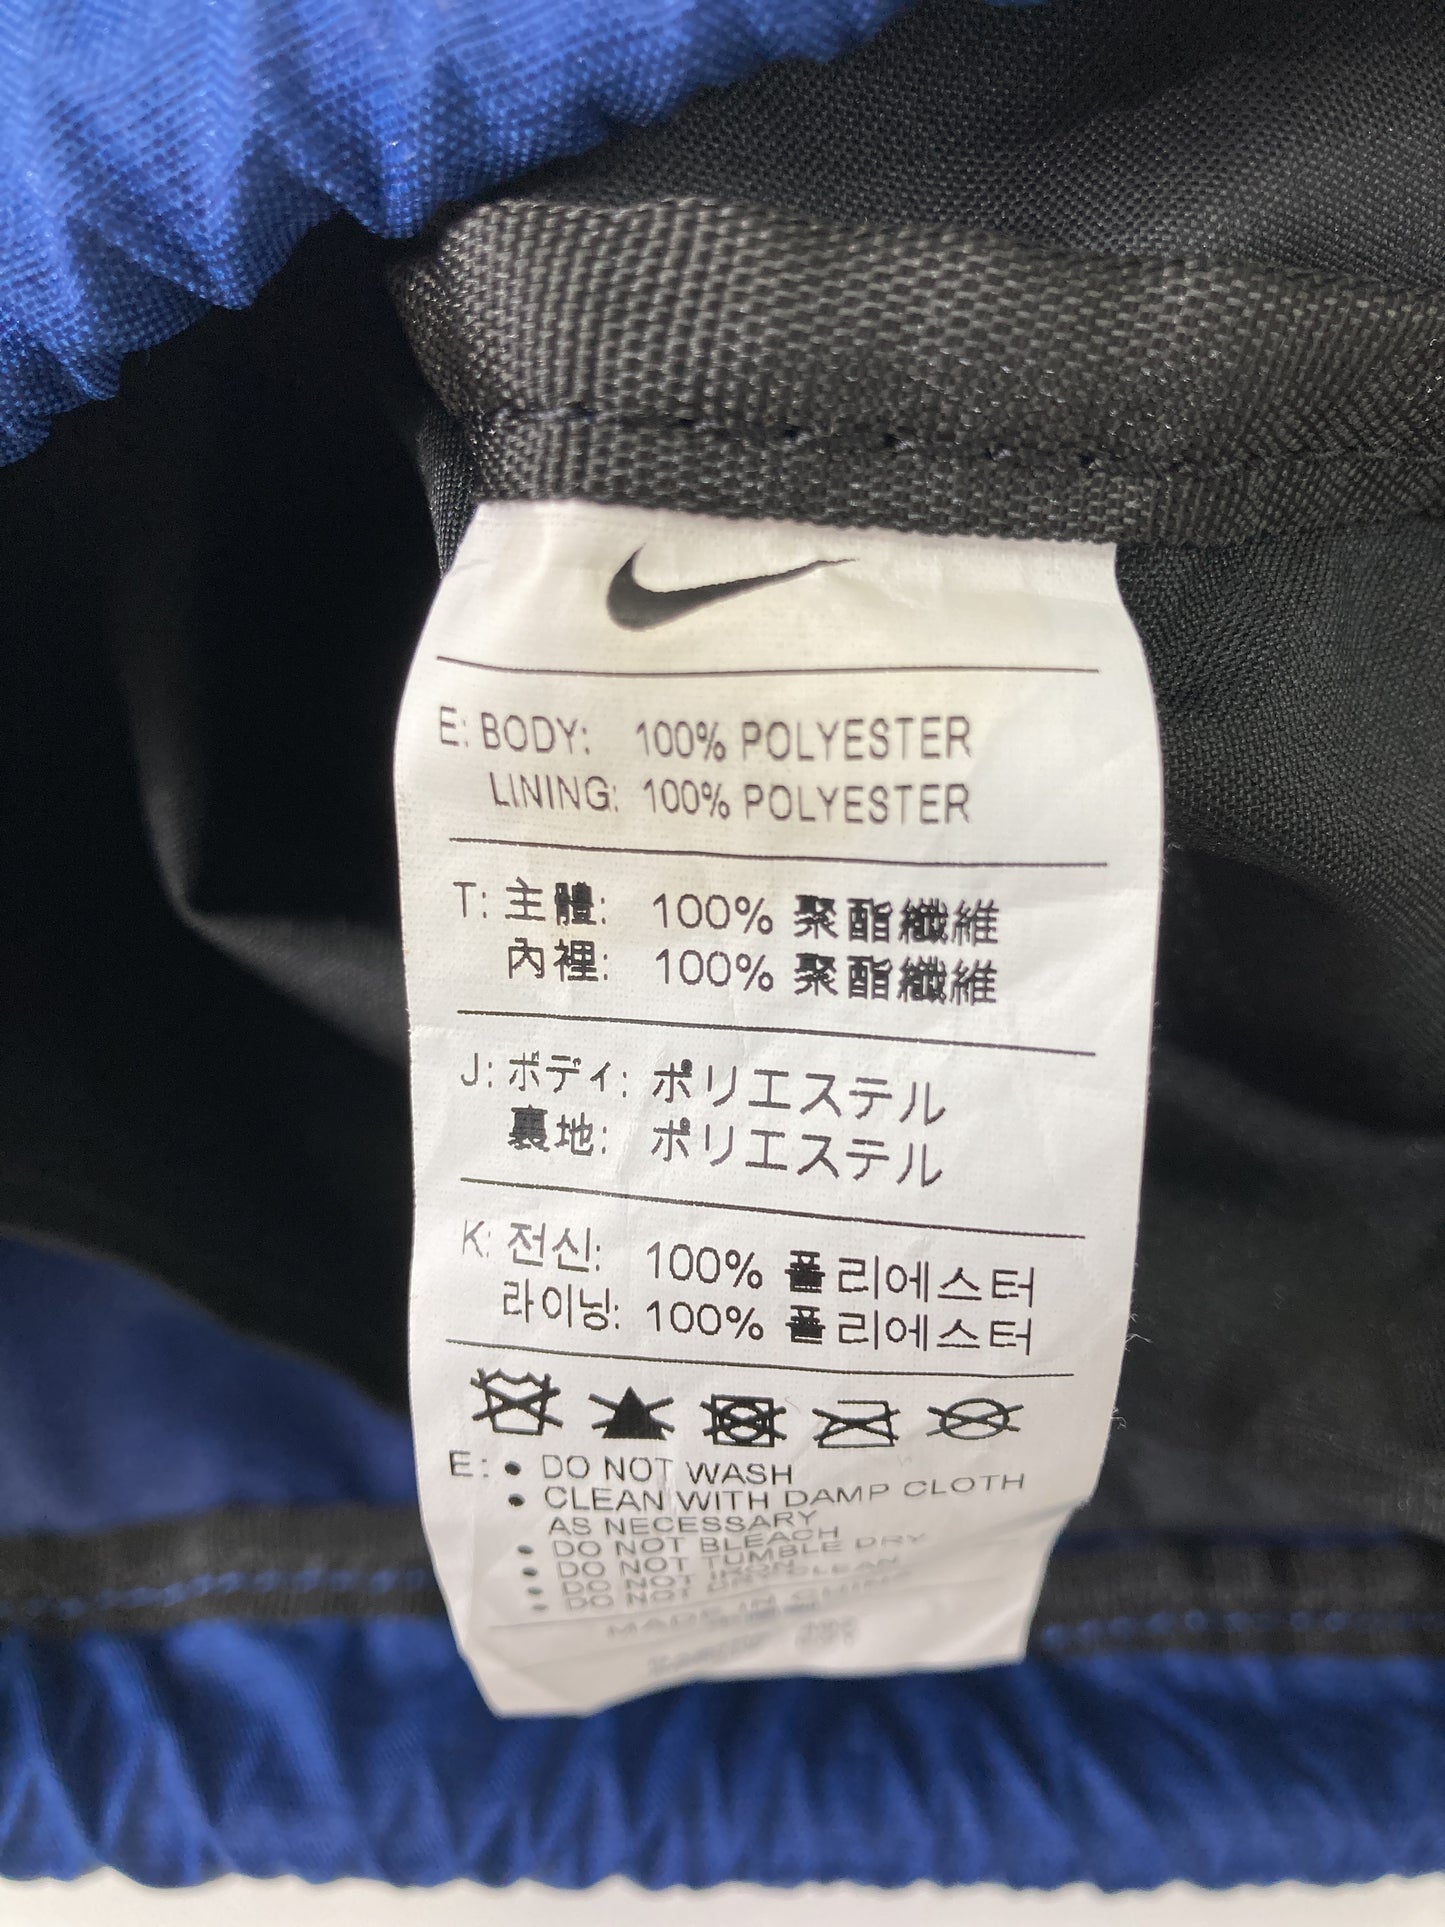 E: BODY: 100% POLYESTER
LINING: 100% POLYESTER
T: 主體: 100% 聚酯纖維
內裡: 100% 聚酯纖維
J: ボディ: ポリエステル
裏地: ポリエステル
K: 전신: 100% 폴리에스터
라이닝: 100% 폴리에스터
E: • DO NOT WASH
• CLEAN WITH DAMP CLOTH
AS NECESSARY
• DO NOT BLEACH
• DO NOT TUMBLE DRY
• DO NOT IRON
• DO NOT DRY CLEAN
MADE IN CHINA